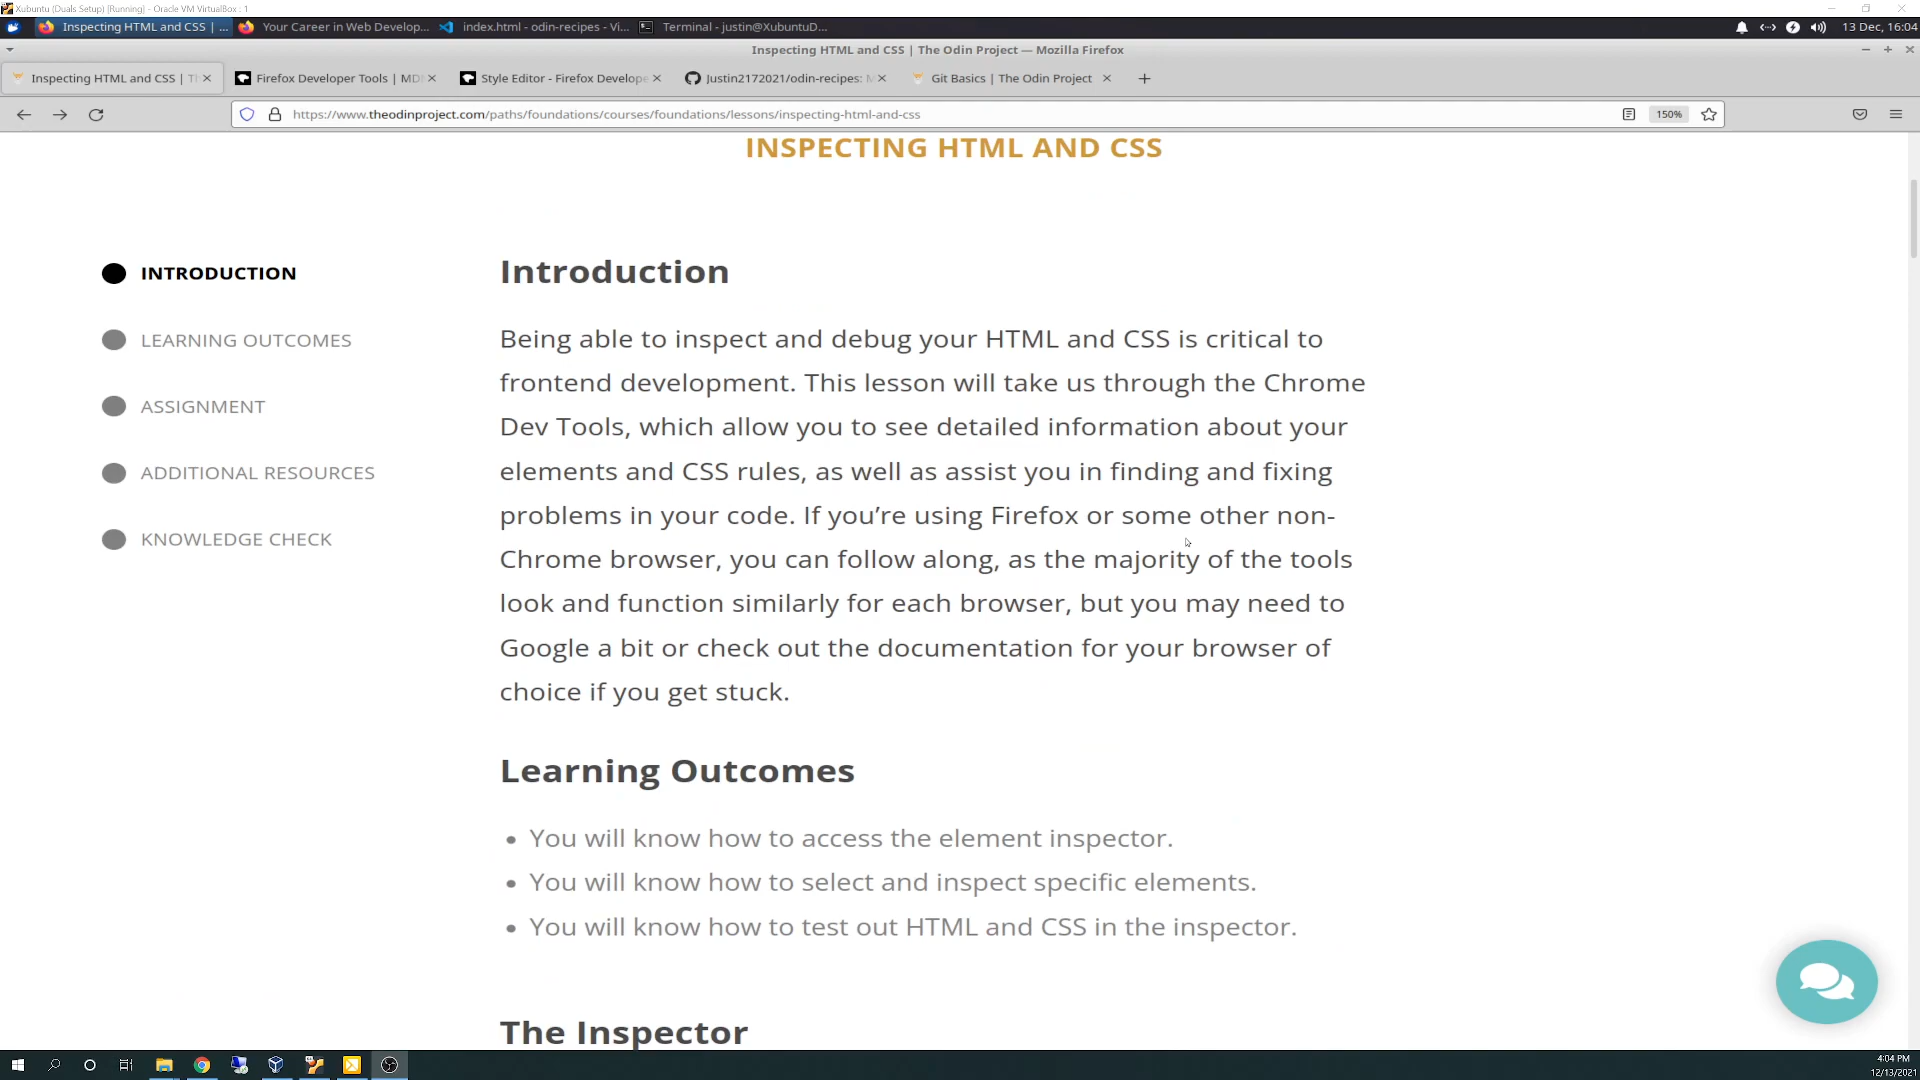 Xubuntu (Duals Setup) [Running] - Oracle VM VirtualBox : 1
Inspecting HTML and CSS | ...
Your Career in Web Develop...
index.html - odin-recipes - Vi...
Terminal - justin@XubuntuD...
13 Dec, 16:04
Inspecting HTML and CSS | The Odin Project — Mozilla Firefox
Inspecting HTML and CSS | Th
Firefox Developer Tools | MD
Style Editor - Firefox Develope
Justin2172021/odin-recipes: M
Git Basics | The Odin Project
https://www.theodinproject.com/paths/foundations/courses/foundations/lessons/inspecting-html-and-css
150%
INSPECTING HTML AND CSS
INTRODUCTION
LEARNING OUTCOMES
ASSIGNMENT
ADDITIONAL RESOURCES
KNOWLEDGE CHECK
Introduction
Being able to inspect and debug your HTML and CSS is critical to
frontend development. This lesson will take us through the Chrome
Dev Tools, which allow you to see detailed information about your
elements and CSS rules, as well as assist you in finding and fixing
problems in your code. If you’re using Firefox or some other non-
Chrome browser, you can follow along, as the majority of the tools
look and function similarly for each browser, but you may need to
Google a bit or check out the documentation for your browser of
choice if you get stuck.
Learning Outcomes
• You will know how to access the element inspector.
• You will know how to select and inspect specific elements.
• You will know how to test out HTML and CSS in the inspector.
The Inspector
4:04 PM
12/13/2021